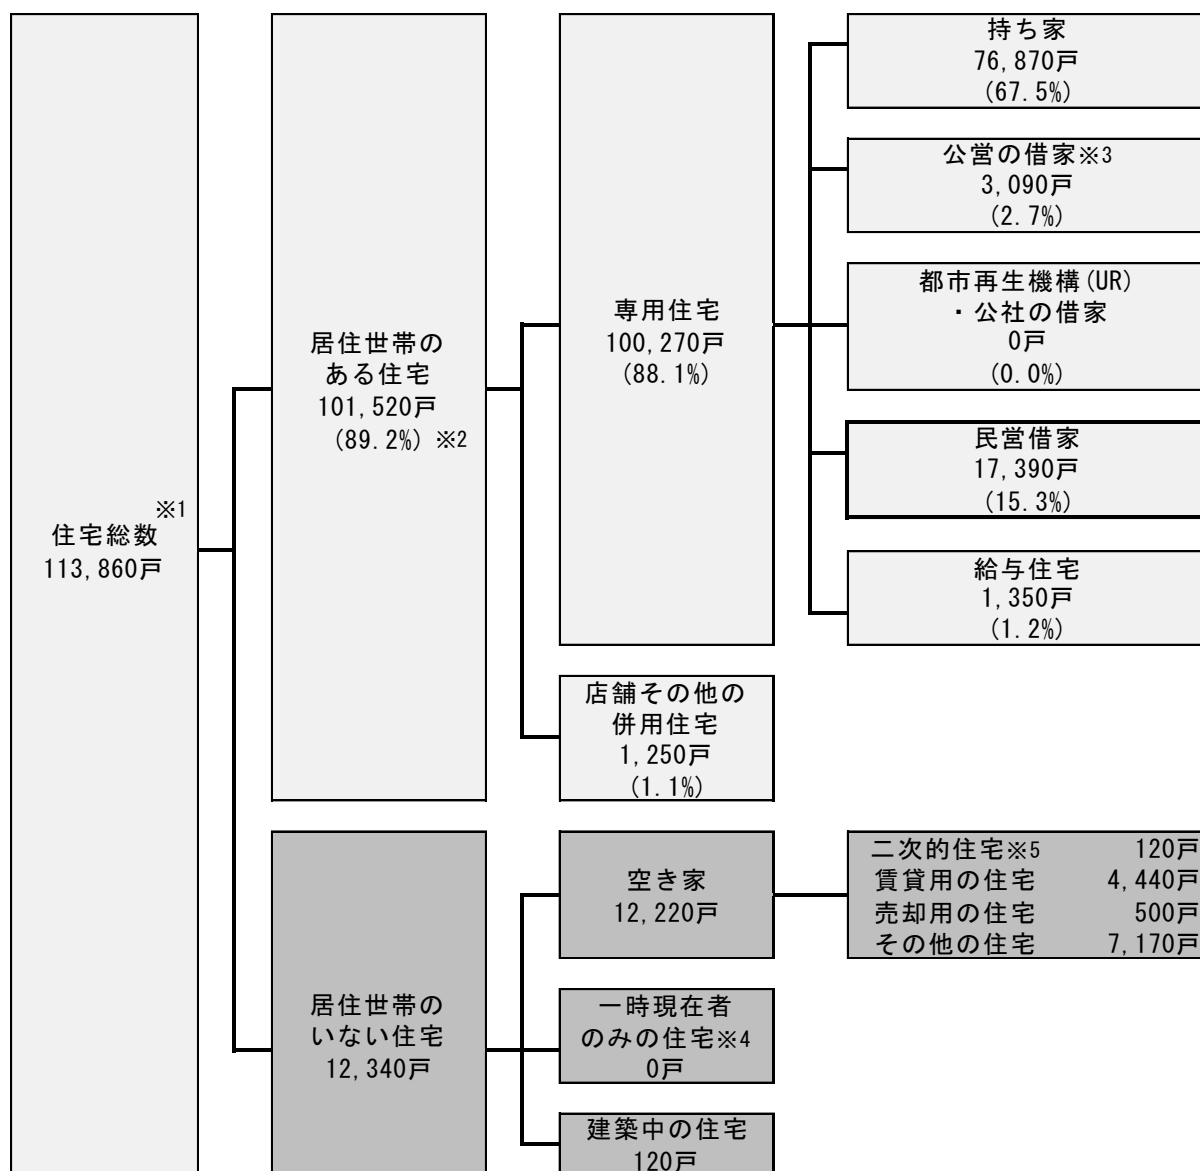 ※1
住宅総数
113,860戸
居住世帯の
ある住宅
101,520戸
(89.2%) ※2
専用住宅
100,270戸
(88.1%)
持ち家
76,870戸
(67.5%)
公営の借家※3
3,090戸
(2.7%)
都市再生機構(UR)
・公社の借家
0戸
(0.0%)
民営借家
17,390戸
(15.3%)
給与住宅
1,350戸
(1.2%)
店舗その他の
併用住宅
1,250戸
(1.1%)
居住世帯の
いない住宅
12,340戸
空き家
12,220戸
二次的住宅※5 120戸
賃貸用の住宅 4,440戸
売却用の住宅 500戸
その他の住宅 7,170戸
一時現在者
のみの住宅※4
0戸
建築中の住宅
120戸